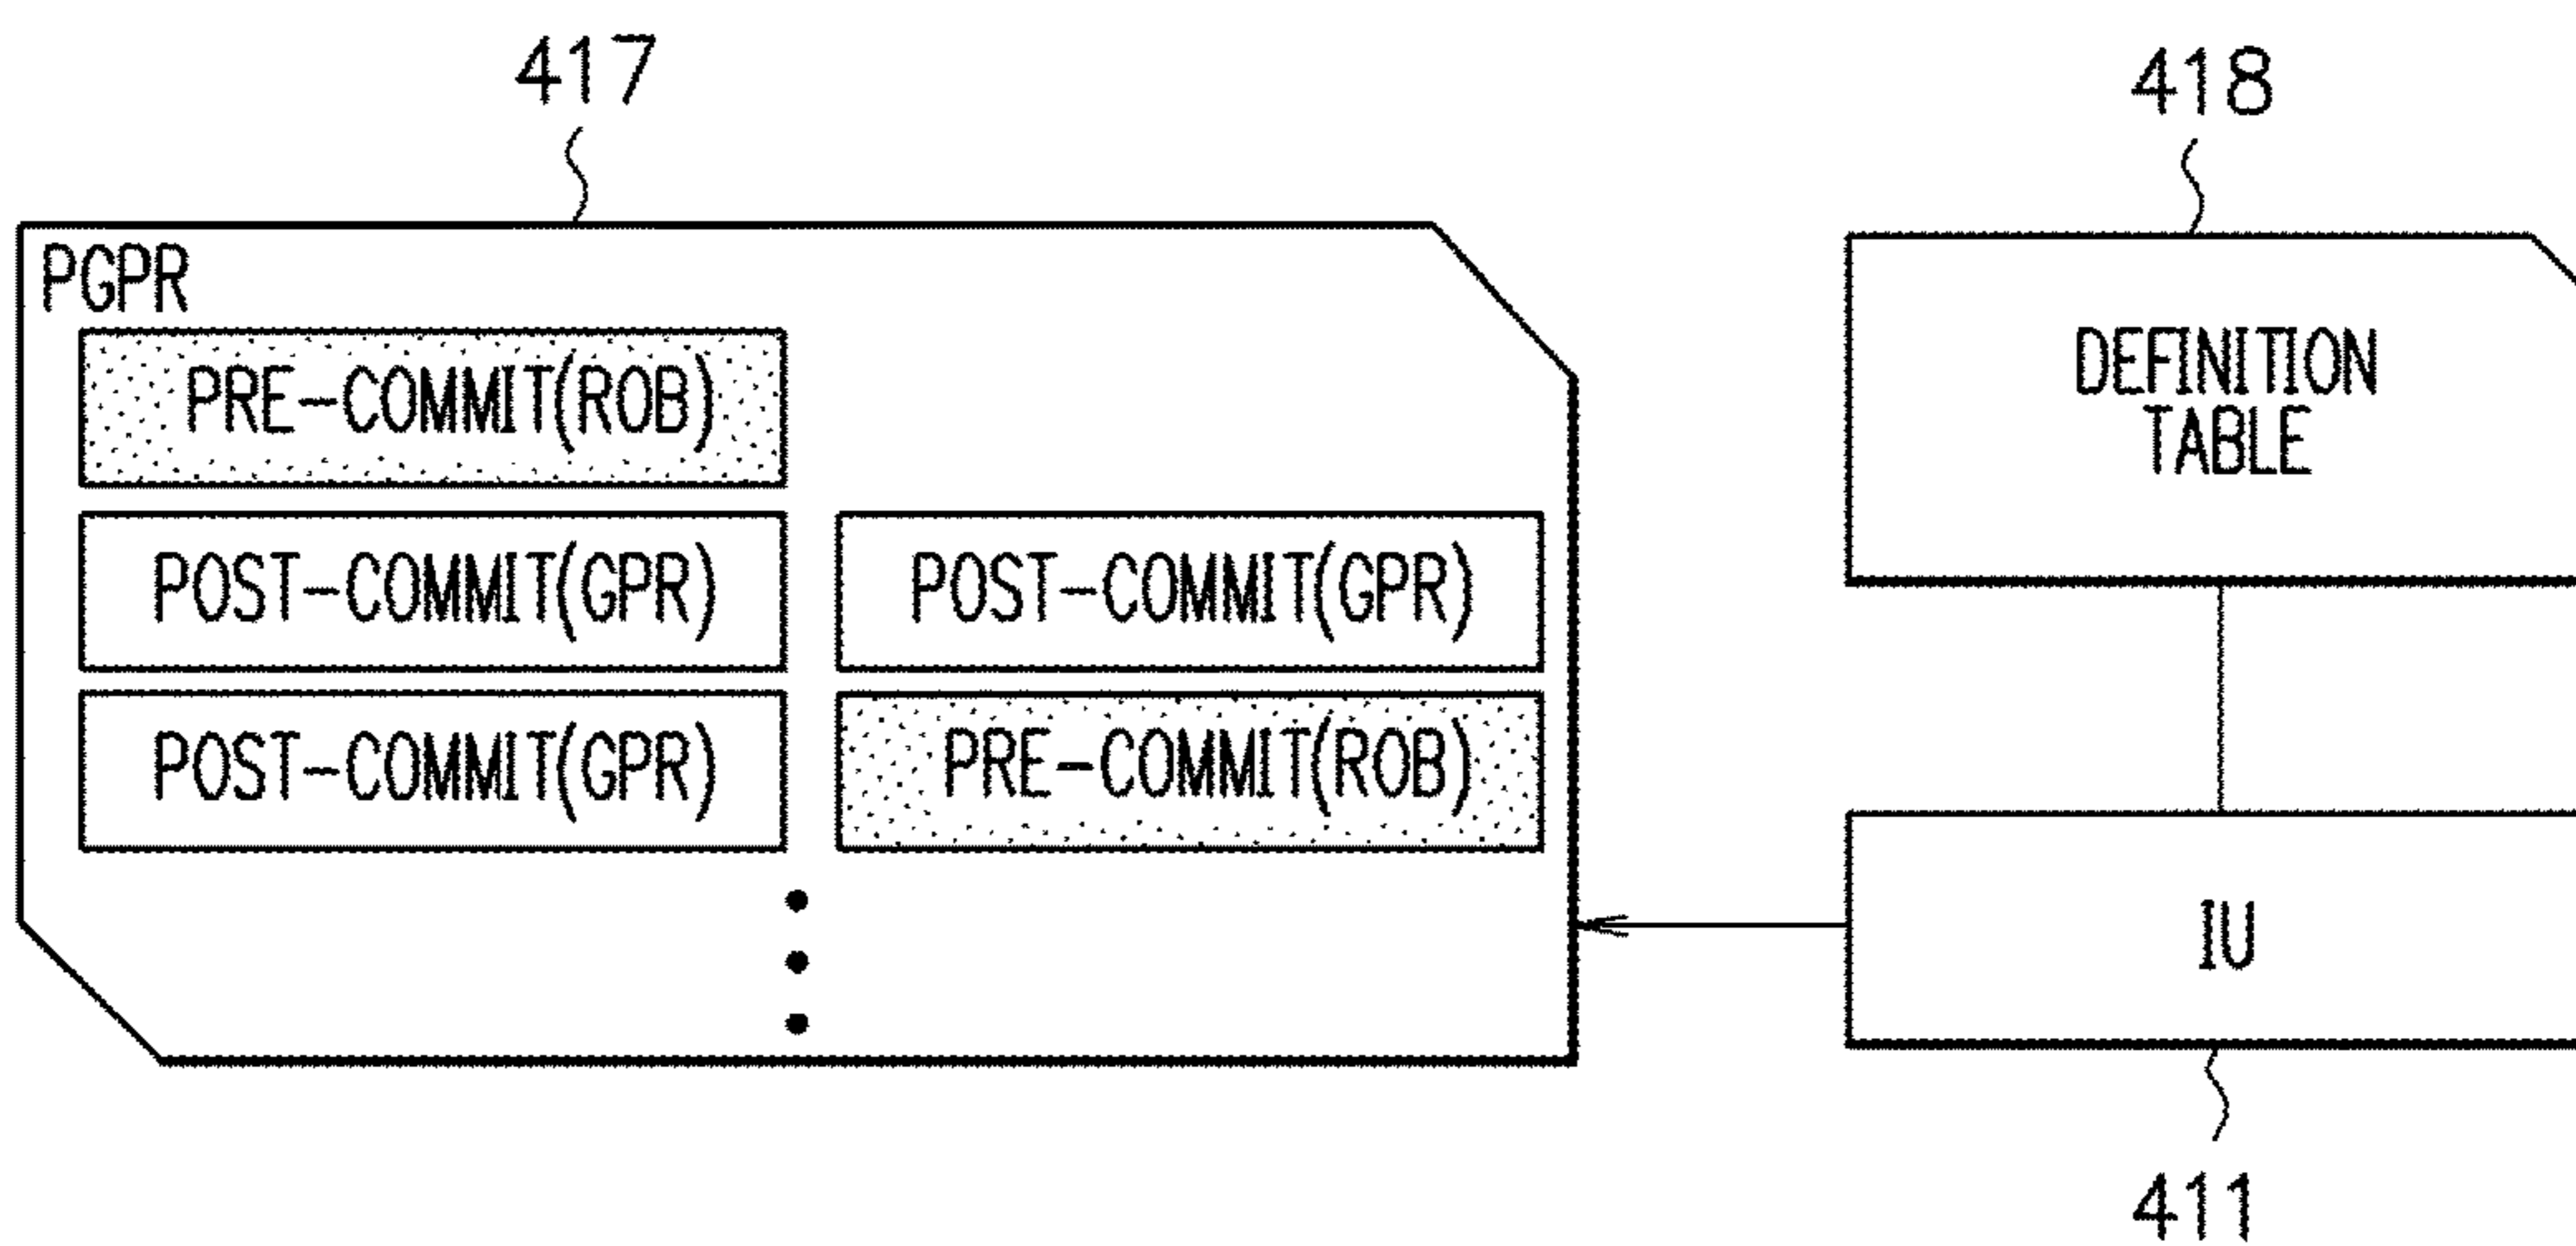 417
418
PGPR
PRE-COMMIT(ROB)
POST-COMMIT(GPR)
POST-COMMIT(GPR)
POST-COMMIT(GPR)
PRE-COMMIT(ROB)
DEFINITION
TABLE
IU
411